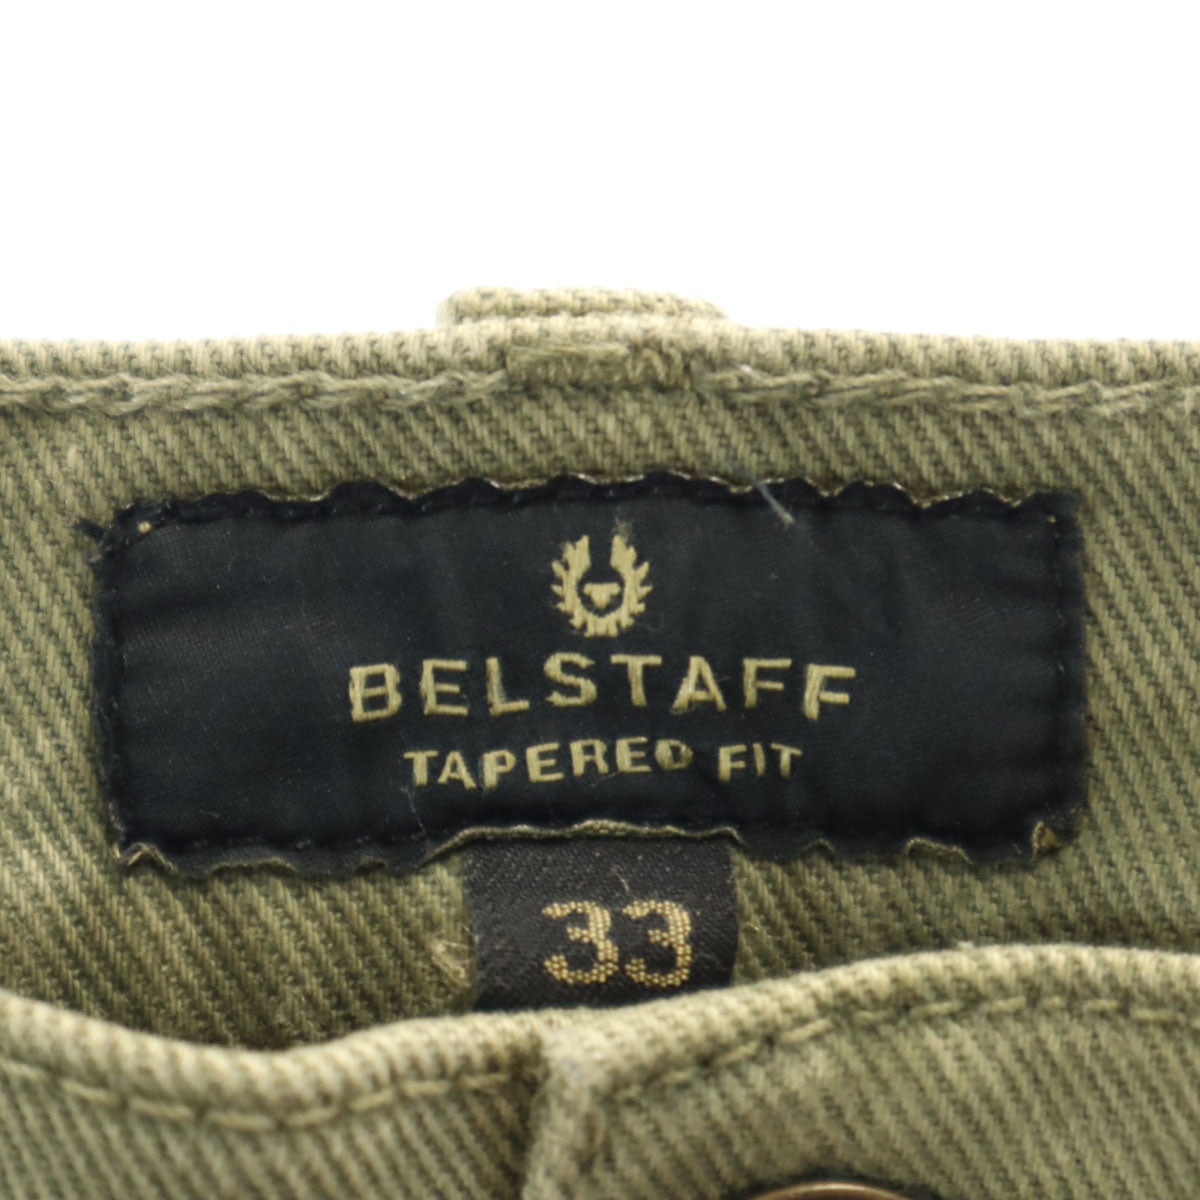 BELSTAFF
TAPERED FIT
33